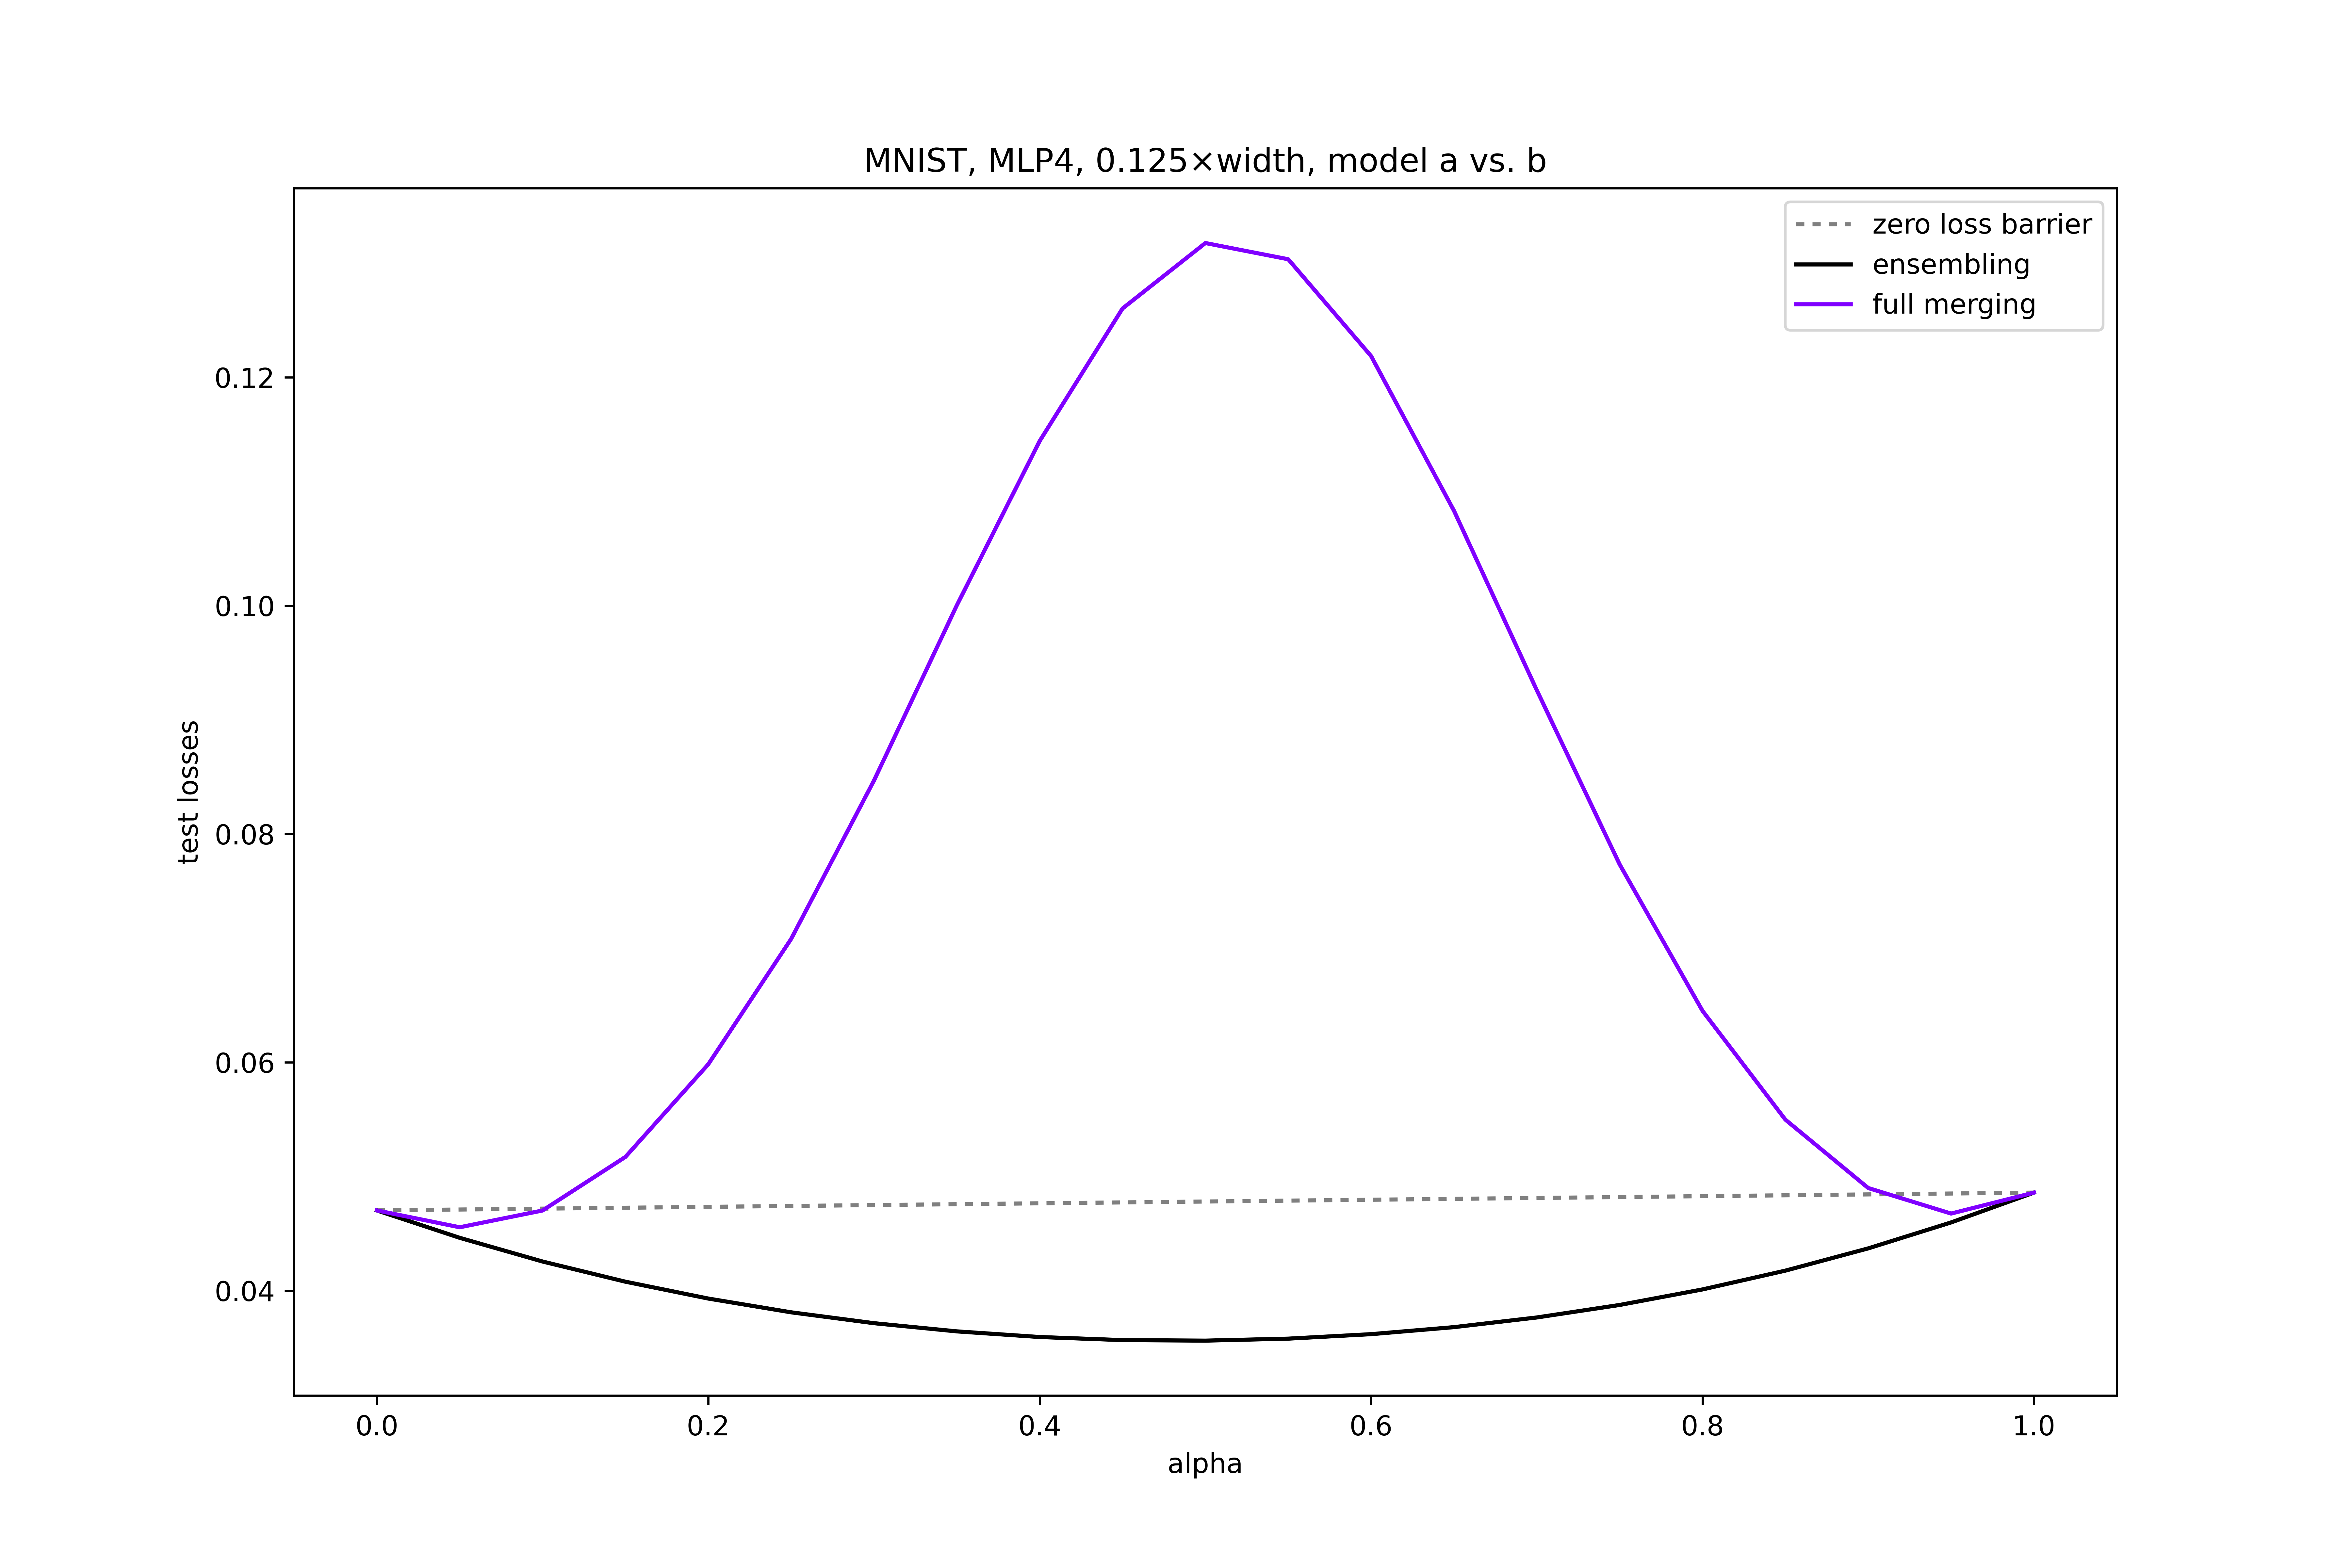 MNIST, MLP4, 0.125×width, model a vs. b
zero loss barrier
ensembling
full merging
0.12
0.10
0.08
0.06
0.04
test losses
0.0 0.2 0.4 0.6 0.8 1.0
alpha